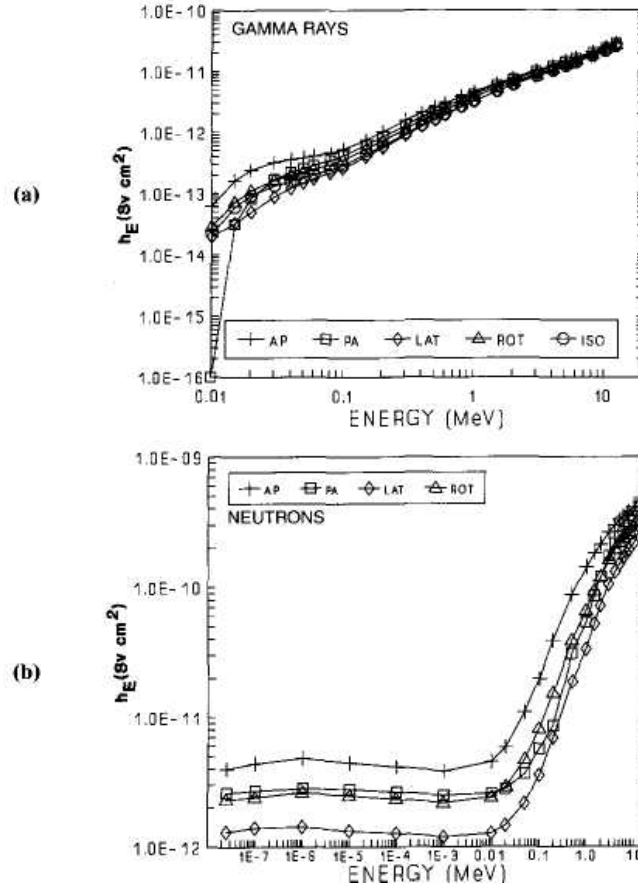 (a)
GAMMA RAYS
1.0E-10
1.0E-11
1.0E-12
1.0E-13
1.0E-14
1.0E-15
1.0E-16
hE(Sv cm²)
AP PA LAT ROT ISO
0.01 0.1 1 10
ENERGY (MeV)
(b)
1.0E-09
1.0E-10
1.0E-11
1.0E-12
hE(Sv cm²)
AP PA LAT ROT
NEUTRONS
1E-7 1E-6 1E-5 1E-4 1E-3 0.01 0.1 1.0
ENERGY (MeV)